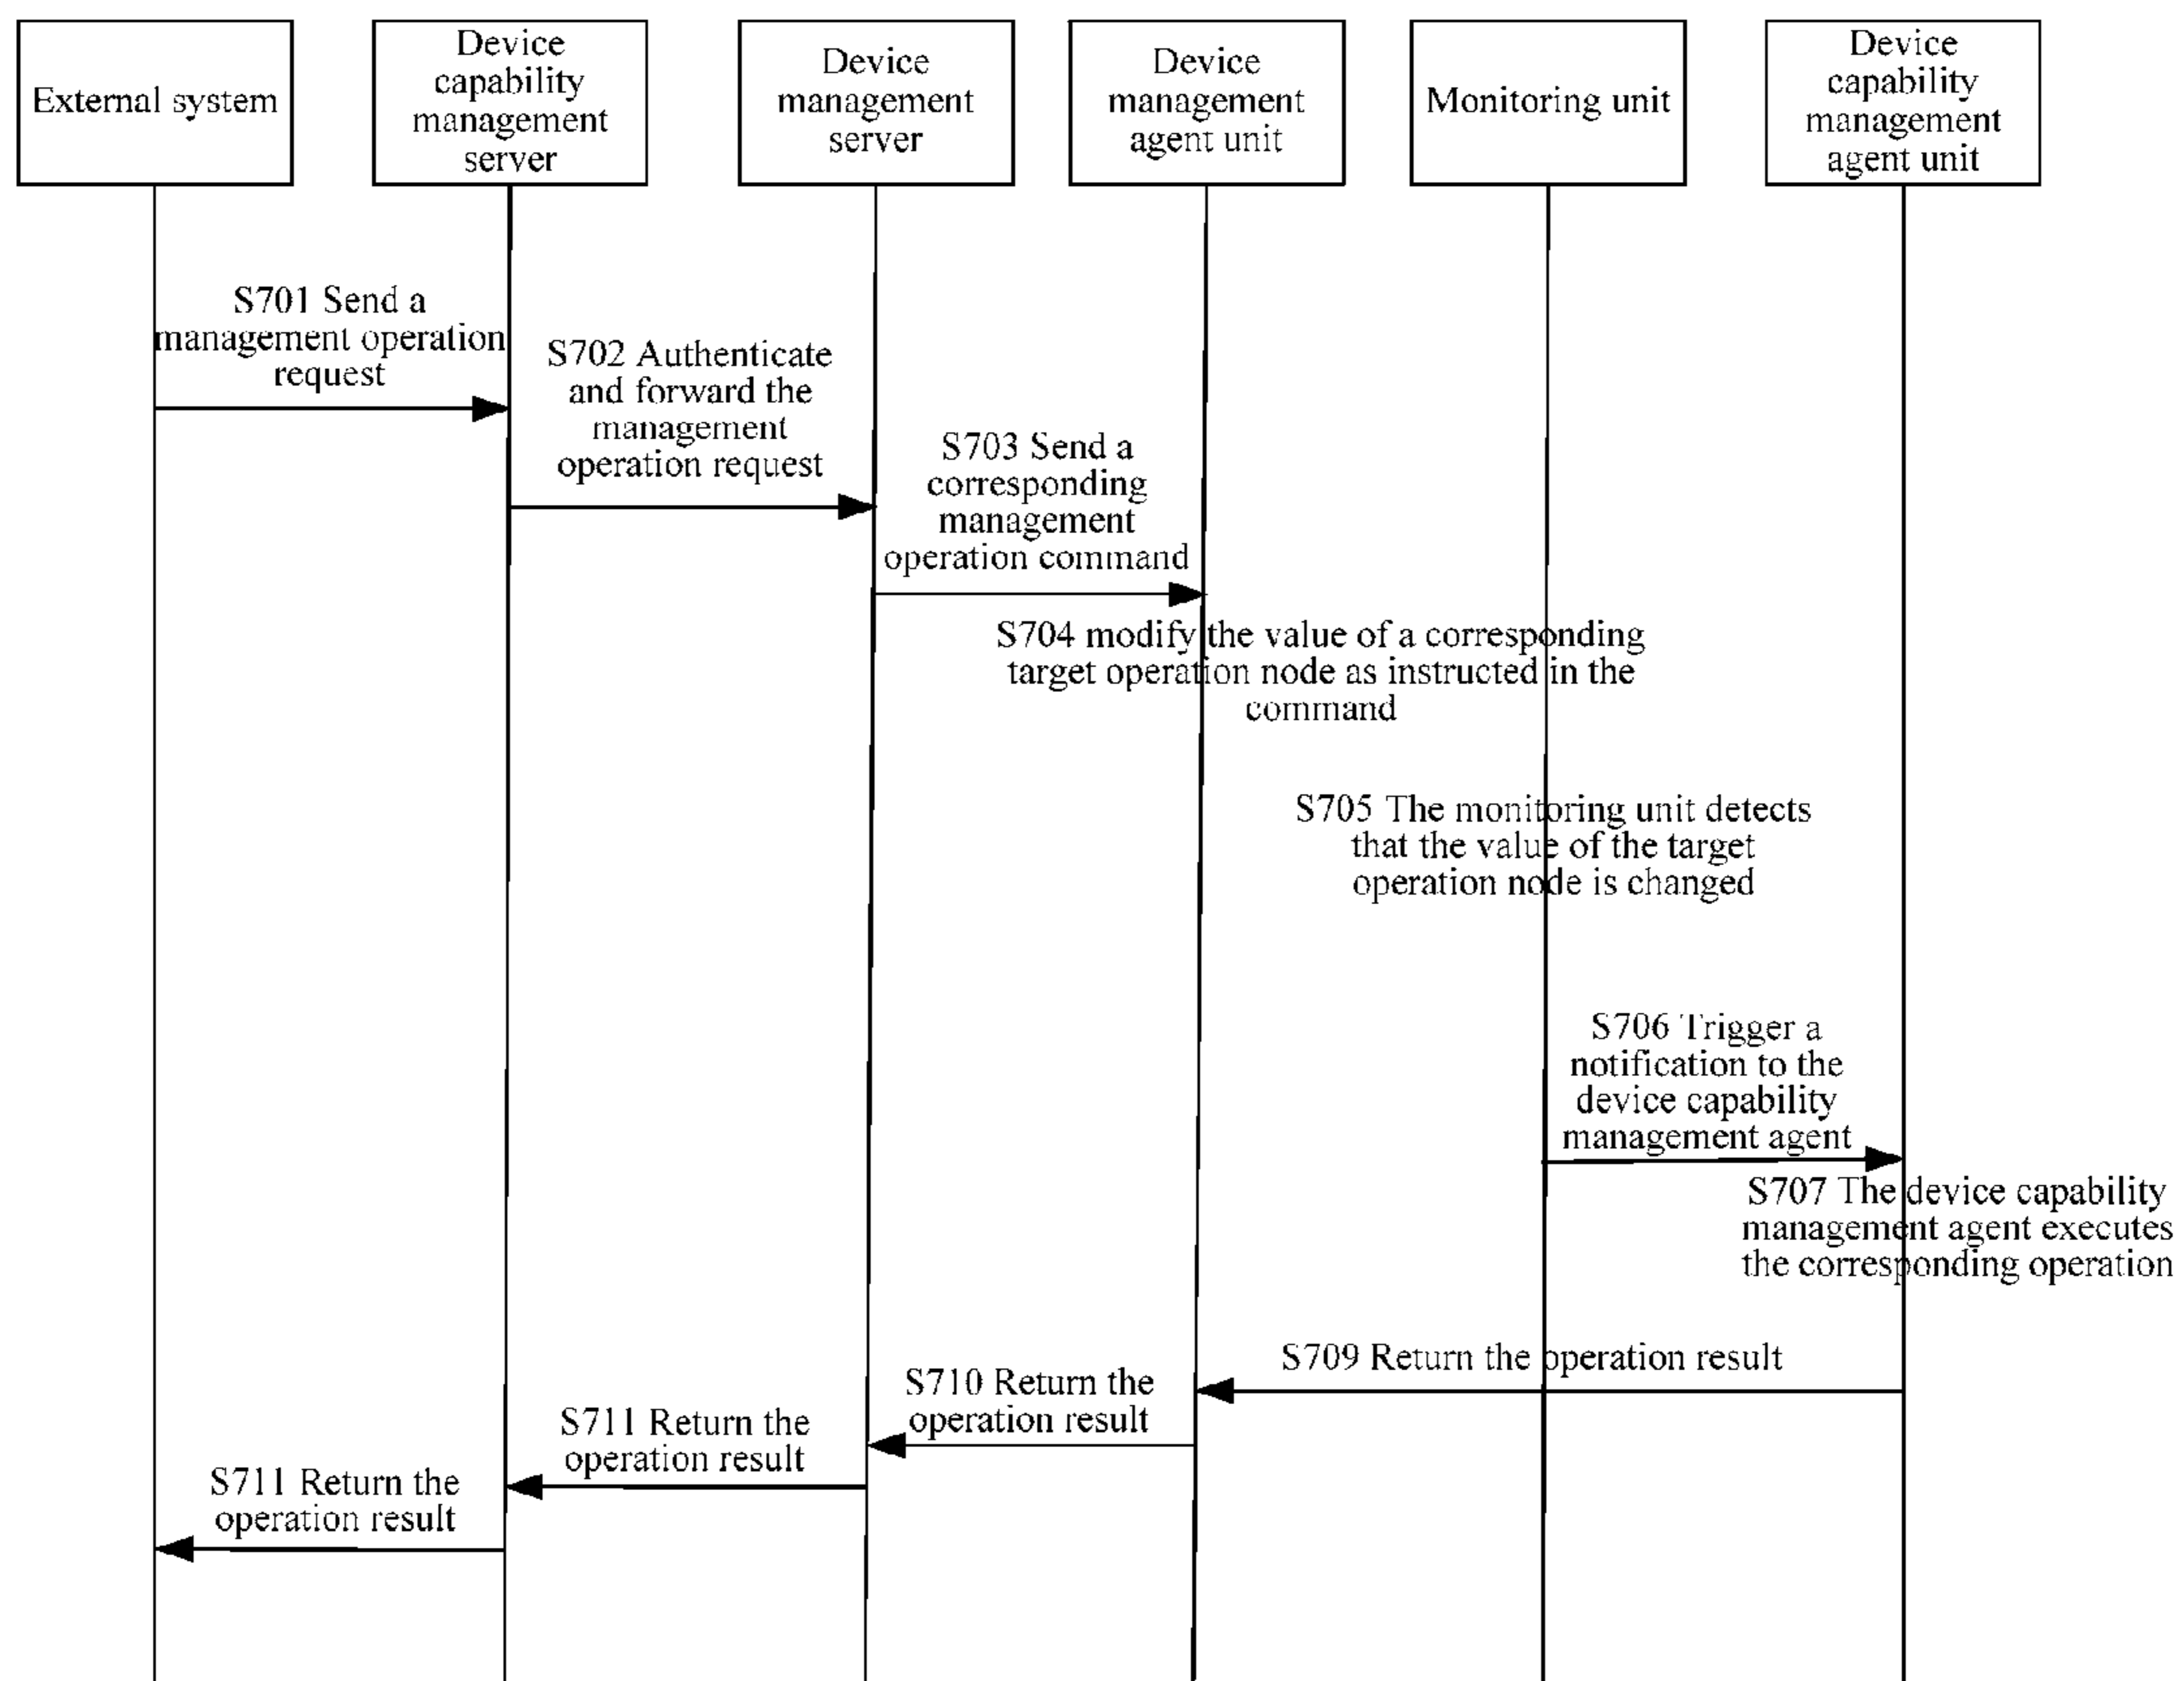 External system
Device
capability
management
server
Device
management
server
Device
management
agent unit
Monitoring unit
Device
capability
management
agent unit
S701 Send a
management operation
request
S702 Authenticate
and forward the
management
operation request
S703 Send a
corresponding
management
operation command
S704 modify the value of a corresponding
target operation node as instructed in the
command
S705 The monitoring unit detects
that the value of the target
operation node is changed
S706 Trigger a
notification to the
device capability
management agent
S707 The device capability
management agent executes
the corresponding operation
S709 Return the operation result
S710 Return the
operation result
S711 Return the
operation result
S711 Return the
operation result